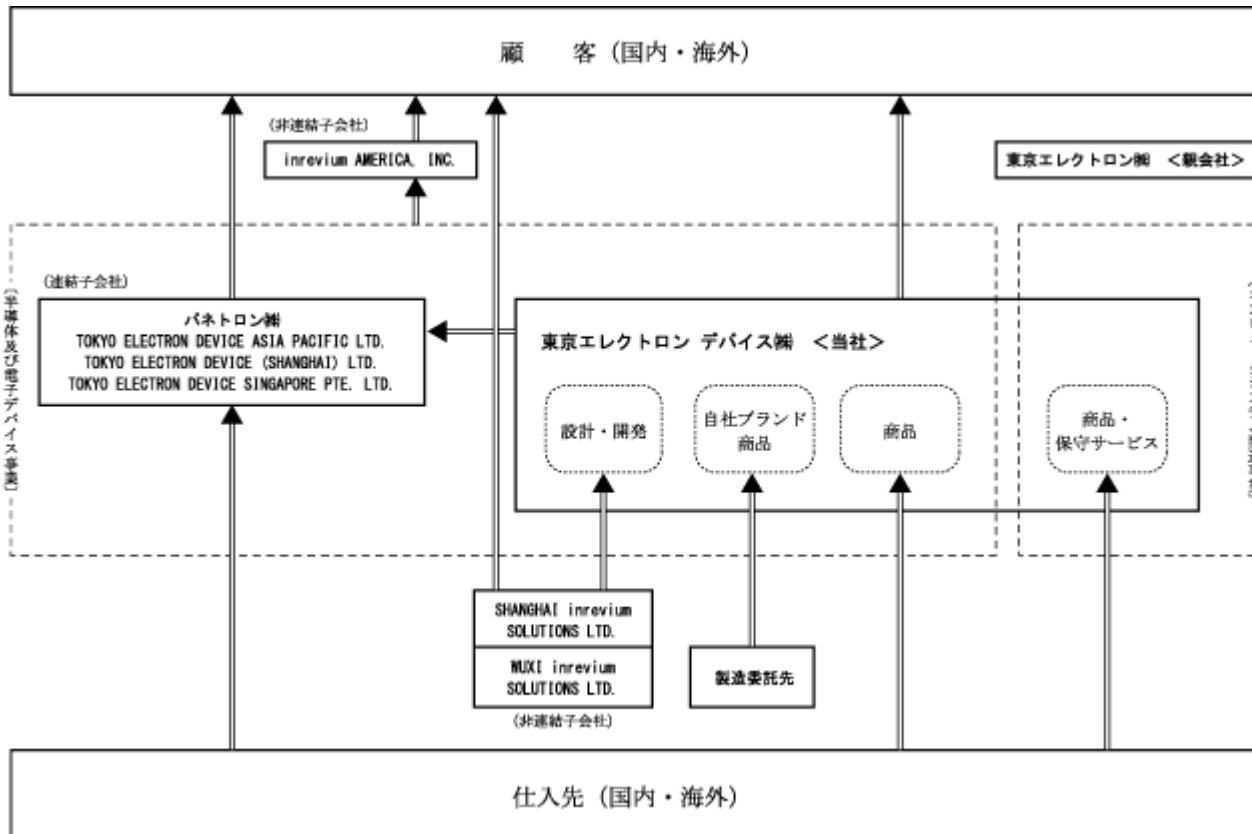 顧　　客（国内・海外）
（非連結子会社）
inrevium AMERICA, INC.
東京エレクトロン㈱　＜親会社＞
（連結子会社）
パネトロン㈱
TOKYO ELECTRON DEVICE ASIA PACIFIC LTD.
TOKYO ELECTRON DEVICE (SHANGHAI) LTD.
TOKYO ELECTRON DEVICE SINGAPORE PTE. LTD.
［半導体及び電子デバイス事業］
東京エレクトロン デバイス㈱　＜当社＞
設計・開発
自社ブランド
商品
商品
商品・
保守サービス
SHANGHAI inrevium
SOLUTIONS LTD.
WUXI inrevium
SOLUTIONS LTD.
（非連結子会社）
製造委託先
仕入先（国内・海外）